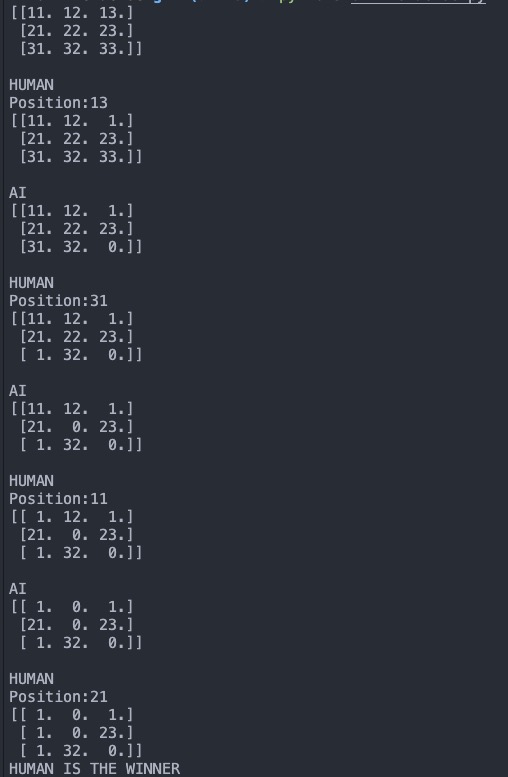 [[11. 12. 13.]
[21. 22. 23.]
[31. 32. 33.]]
HUMAN
Position:13
[[11. 12.  1.]
[21. 22. 23.]
[31. 32. 33.]]
AI
[[11. 12.  1.]
[21. 22. 23.]
[31. 32.  0.]]
HUMAN
Position:31
[[11. 12.  1.]
[21. 22. 23.]
[ 1. 32.  0.]]
AI
[[11. 12.  1.]
[21.  0. 23.]
[ 1. 32.  0.]]
HUMAN
Position:11
[[ 1. 12.  1.]
[21.  0. 23.]
[ 1. 32.  0.]]
AI
[[ 1.  0.  1.]
[21.  0. 23.]
[ 1. 32.  0.]]
HUMAN
Position:21
[[ 1.  0.  1.]
[ 1.  0. 23.]
[ 1. 32.  0.]]
HUMAN IS THE WINNER